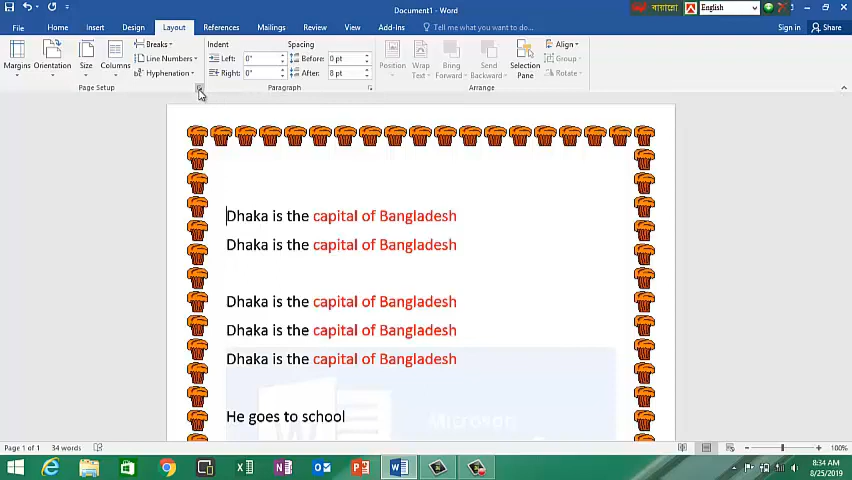 Document1 - Word
বায়ান্নো English
File Home Insert Design Layout References Mailings Review View Add-Ins Tell me what you want to do... Sign in Share
Margins Orientation Size Columns Breaks Line Numbers Hyphenation
Indent Spacing
Left: 0" Before: 0 pt
Right: 0" After: 8 pt
Position Wrap Text Bring Forward Send Backward Selection Pane Align Group Rotate
Page Setup Paragraph Arrange
Dhaka is the capital of Bangladesh
Dhaka is the capital of Bangladesh
Dhaka is the capital of Bangladesh
Dhaka is the capital of Bangladesh
Dhaka is the capital of Bangladesh
He goes to school
Microsof
Page 1 of 1 34 words 100%
8:34 AM
8/25/2019